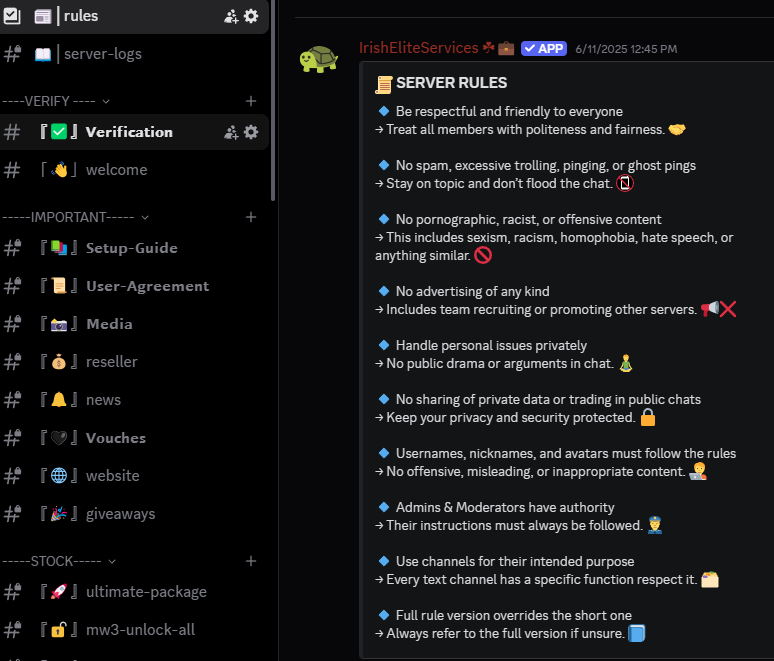 rules
server-logs
----VERIFY ----
Verification
welcome
-----IMPORTANT-----
Setup-Guide
User-Agreement
Media
reseller
news
Vouches
website
giveaways
-----STOCK-----
ultimate-package
mw3-unlock-all
IrishEliteServices ☘💼 ✓ APP 6/11/2025 12:45 PM
📜 SERVER RULES
🔹 Be respectful and friendly to everyone
→ Treat all members with politeness and fairness. 🤝
🔹 No spam, excessive trolling, pinging, or ghost pings
→ Stay on topic and don't flood the chat. 📵
🔹 No pornographic, racist, or offensive content
→ This includes sexism, racism, homophobia, hate speech, or
anything similar. 🚫
🔹 No advertising of any kind
→ Includes team recruiting or promoting other servers. 📢❌
🔹 Handle personal issues privately
→ No public drama or arguments in chat. 🧘
🔹 No sharing of private data or trading in public chats
→ Keep your privacy and security protected. 🔒
🔹 Usernames, nicknames, and avatars must follow the rules
→ No offensive, misleading, or inappropriate content. 🧑‍💻
🔹 Admins & Moderators have authority
→ Their instructions must always be followed. 👮
🔹 Use channels for their intended purpose
→ Every text channel has a specific function respect it. 🗂️
🔹 Full rule version overrides the short one
→ Always refer to the full version if unsure. 📘